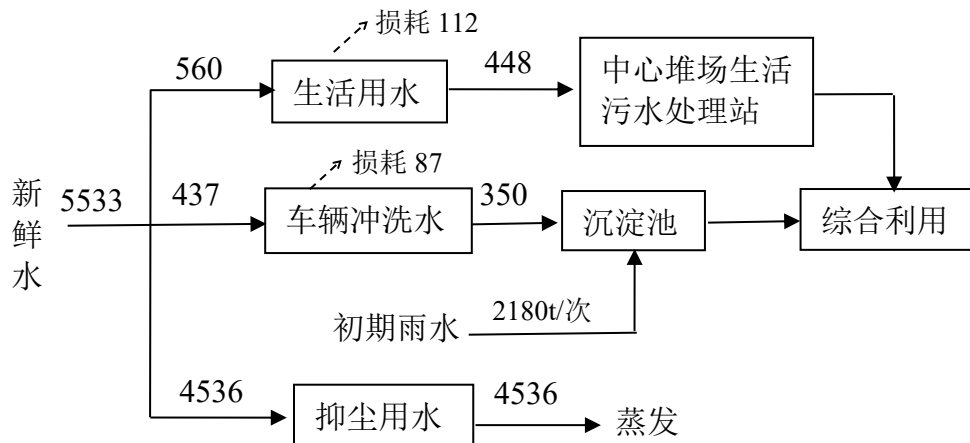 损耗 112
560
生活用水
448
中心堆场生活
污水处理站
新鲜水
5533
437
损耗 87
车辆冲洗水
350
沉淀池
综合利用
初期雨水
2180t/次
4536
抑尘用水
4536
蒸发